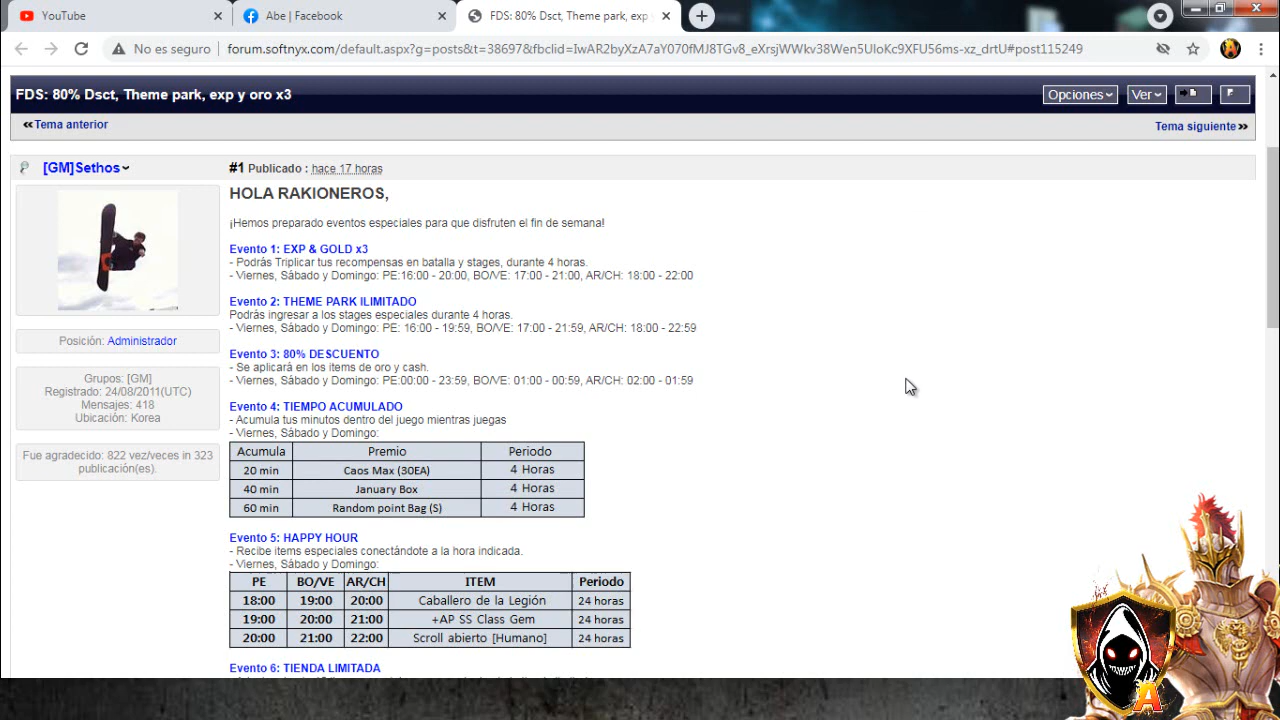 YouTube
Abe | Facebook
FDS: 80% Dsct, Theme park, exp y
No es seguro
forum.softnyx.com/default.aspx?g=posts&t=38697&fbclid=IwAR2byXzA7aY070fMJ8TGv8_eXrsjWWkv38Wen5UIoKc9XFU56ms-xz_drtU#post115249
FDS: 80% Dsct, Theme park, exp y oro x3
Opciones
Ver
Tema anterior
Tema siguiente
[GM]Sethos
#1 Publicado : hace 17 horas
HOLA RAKIONEROS,
¡Hemos preparado eventos especiales para que disfruten el fin de semana!
Evento 1: EXP & GOLD x3
- Podrás Triplicar tus recompensas en batalla y stages, durante 4 horas.
- Viernes, Sábado y Domingo: PE:16:00 - 20:00, BO/VE: 17:00 - 21:00, AR/CH: 18:00 - 22:00
Evento 2: THEME PARK ILIMITADO
Podrás ingresar a los stages especiales durante 4 horas.
- Viernes, Sábado y Domingo: PE: 16:00 - 19:59, BO/VE: 17:00 - 21:59, AR/CH: 18:00 - 22:59
Posición: Administrador
Evento 3: 80% DESCUENTO
- Se aplicará en los items de oro y cash.
- Viernes, Sábado y Domingo: PE:00:00 - 23:59, BO/VE: 01:00 - 00:59, AR/CH: 02:00 - 01:59
Grupos: [GM]
Registrado: 24/08/2011(UTC)
Mensajes: 418
Ubicación: Korea
Evento 4: TIEMPO ACUMULADO
- Acumula tus minutos dentro del juego mientras juegas
- Viernes, Sábado y Domingo:
Fue agradecido: 822 vez/veces in 323
publicación(es).
Acumula Premio Periodo
20 min Caos Max (30EA) 4 Horas
40 min January Box 4 Horas
60 min Random point Bag (S) 4 Horas
Evento 5: HAPPY HOUR
- Recibe items especiales conectándote a la hora indicada.
- Viernes, Sábado y Domingo:
PE BO/VE AR/CH ITEM Periodo
18:00 19:00 20:00 Caballero de la Legión 24 horas
19:00 20:00 21:00 +AP SS Class Gem 24 horas
20:00 21:00 22:00 Scroll abierto [Humano] 24 horas
Evento 6: TIENDA LIMITADA
A